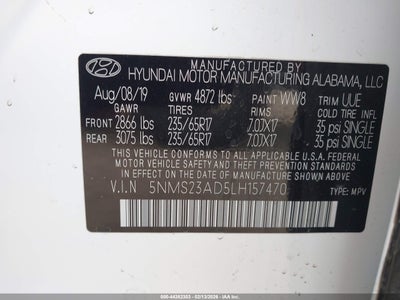 MANUFACTURED BY
HYUNDAI MOTOR MANUFACTURING ALABAMA, LLC
Aug/08/19 GVWR 4872 lbs PAINT WW8 TRIM UUE
GAWR TIRES RIMS COLD TIRE INFL
FRONT 2866 lbs 235/65R17 7.0JX17 35 psi SINGLE
REAR 3075 lbs 235/65R17 7.0JX17 35 psi SINGLE
THIS VEHICLE CONFORMS TO ALL APPLICABLE U.S FEDERAL
MOTOR VEHICLE SAFETY AND THEFT PREVENTION STANDARDS
IN EFFECT ON THE DATE OF MANUFACTURE SHOWN ABOVE.
V.I.N 5NMS23AD5LH157470 TYPE: MPV